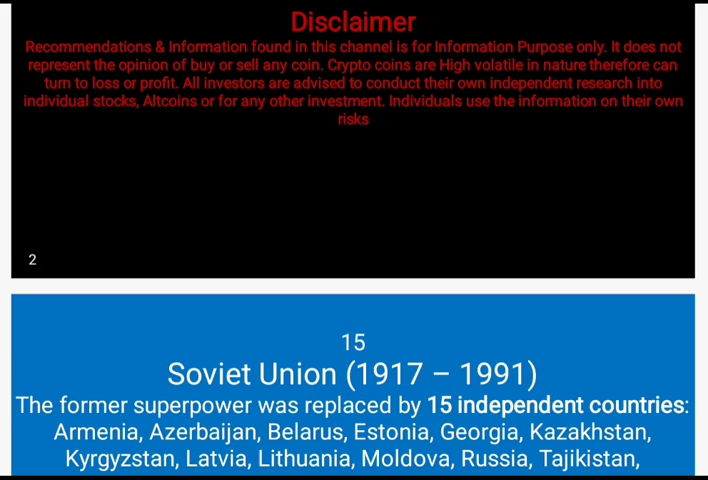 Disclaimer
Recommendations & Information found in this channel is for Information Purpose only. It does not
represent the opinion of buy or sell any coin. Crypto coins are High volatile in nature therefore can
turn to loss or profit. All investors are advised to conduct their own independent research into
individual stocks, Altcoins or for any other investment. Individuals use the information on their own
risks
2
15
Soviet Union (1917 – 1991)
The former superpower was replaced by 15 independent countries:
Armenia, Azerbaijan, Belarus, Estonia, Georgia, Kazakhstan,
Kyrgyzstan, Latvia, Lithuania, Moldova, Russia, Tajikistan,